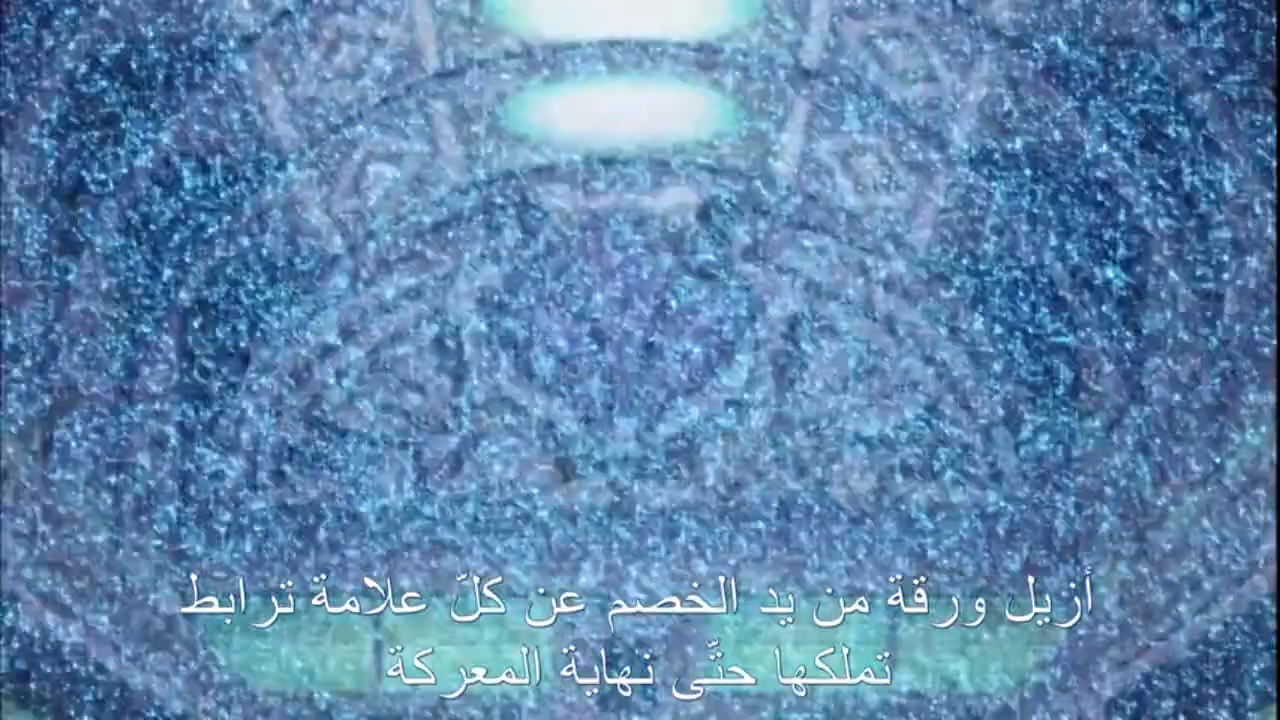 أزيل ورقة من يد الخصم عن كلّ علامة ترابط
تملكها حتّى نهاية المعركة